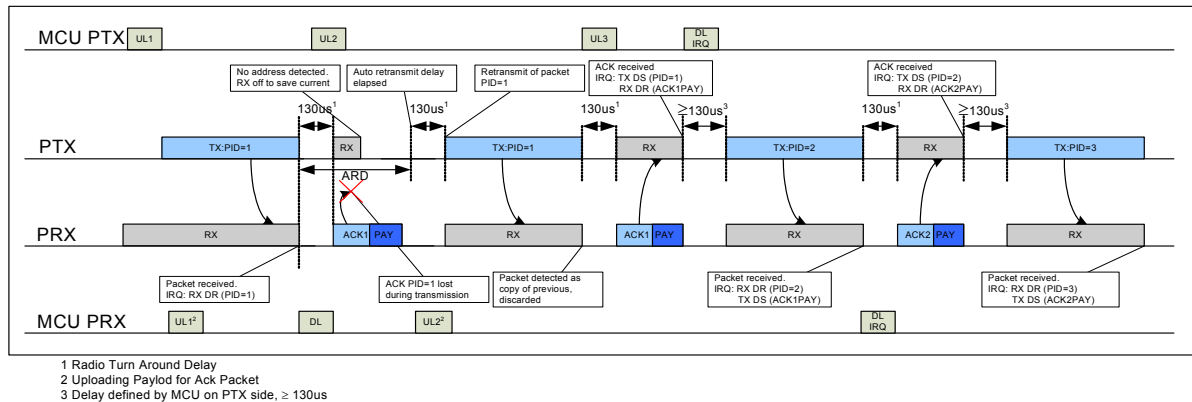 MCU PTX
UL1
UL2
UL3
DL
IRQ
No address detected.
RX off to save current
Auto retransmit delay
elapsed
Retransmit of packet
PID=1
ACK received
IRQ: TX DS (PID=1)
RX DR (ACK1PAY)
ACK received
IRQ: TX DS (PID=2)
RX DR (ACK2PAY)
130us¹
130us¹
130us¹
≥130us³
130us¹
≥130us³
PTX
TX:PID=1
RX
TX:PID=1
RX
TX:PID=2
RX
TX:PID=3
ARD
PRX
RX
ACK1
PAY
RX
ACK1
PAY
RX
ACK2
PAY
RX
Packet received.
IRQ: RX DR (PID=1)
ACK PID=1 lost
during transmission
Packet detected as
copy of previous,
discarded
Packet received.
IRQ: RX DR (PID=2)
TX DS (ACK1PAY)
Packet received.
IRQ: RX DR (PID=3)
TX DS (ACK2PAY)
MCU PRX
UL1²
DL
UL2²
DL
IRQ
1 Radio Turn Around Delay
2 Uploading Paylod for Ack Packet
3 Delay defined by MCU on PTX side, ≥ 130us